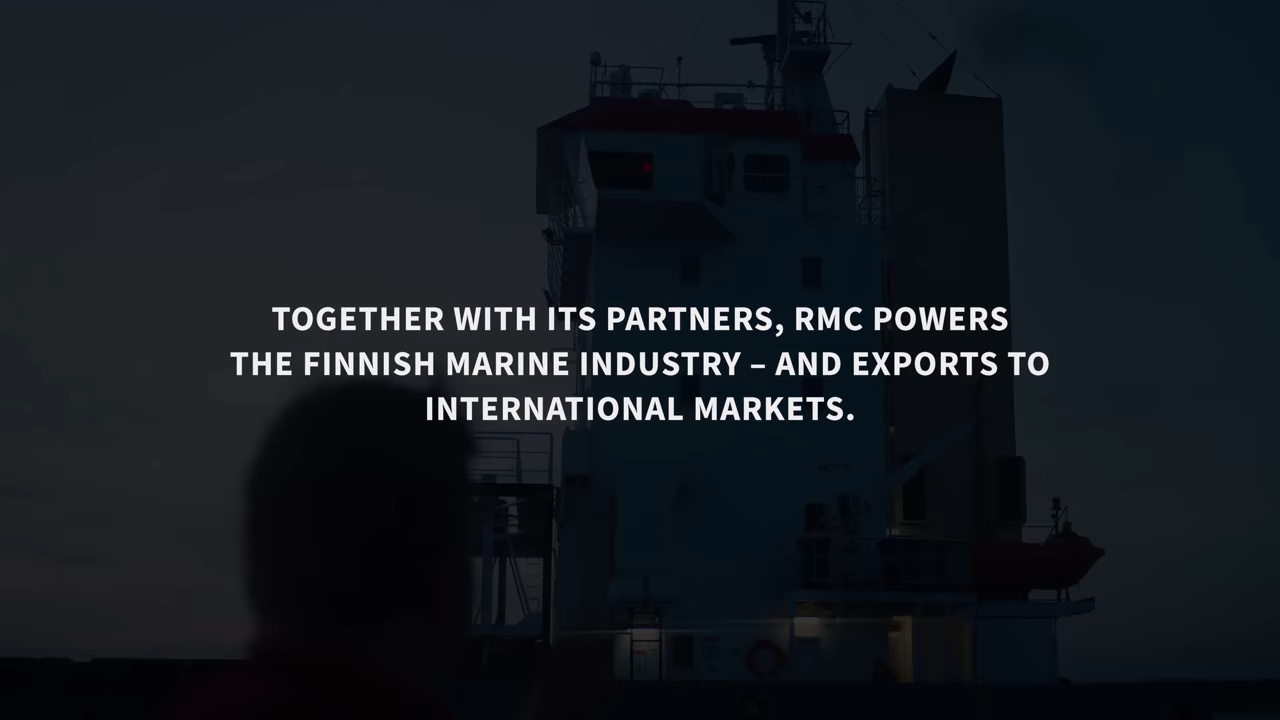 TOGETHER WITH ITS PARTNERS, RMC POWERS
THE FINNISH MARINE INDUSTRY – AND EXPORTS TO
INTERNATIONAL MARKETS.